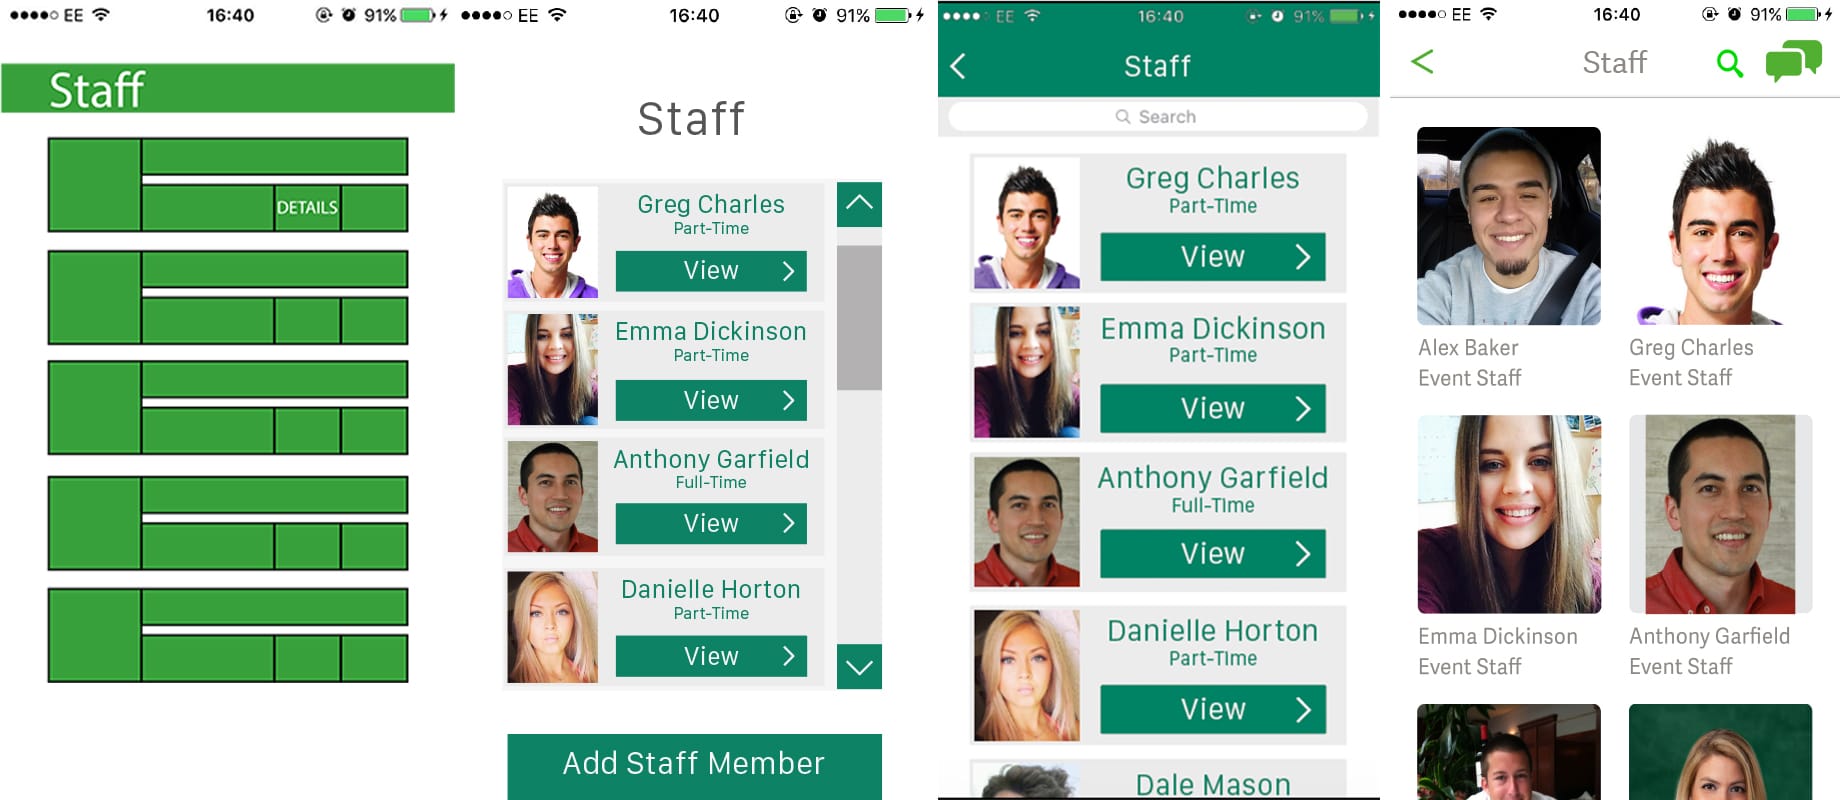 EE 16:40 91%
Staff
DETAILS
EE 16:40 91%
Staff
Greg Charles
Part-Time
View
Emma Dickinson
Part-Time
View
Anthony Garfield
Full-Time
View
Danielle Horton
Part-Time
View
Add Staff Member
EE 16:40 91%
Staff
Search
Greg Charles
Part-TIme
View
Emma Dickinson
Part-TIme
View
Anthony Garfield
Full-TIme
View
Danielle Horton
Part-TIme
View
Dale Mason
EE 16:40 91%
Staff
Alex Baker
Event Staff
Greg Charles
Event Staff
Emma Dickinson
Event Staff
Anthony Garfield
Event Staff